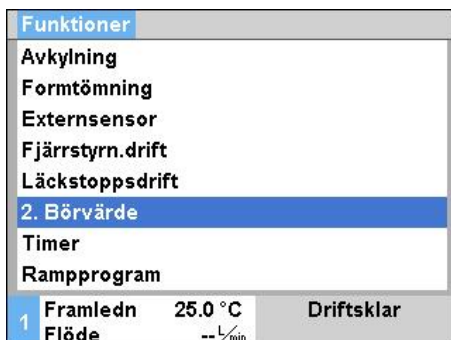 Funktioner
Avkylning
Formtömning
Externsensor
Fjärrstyrn.drift
Läckstoppsdrift
2. Börvärde
Timer
Rampprogram
1 Framledn 25.0 °C Driftsklar
Flöde -- L/min